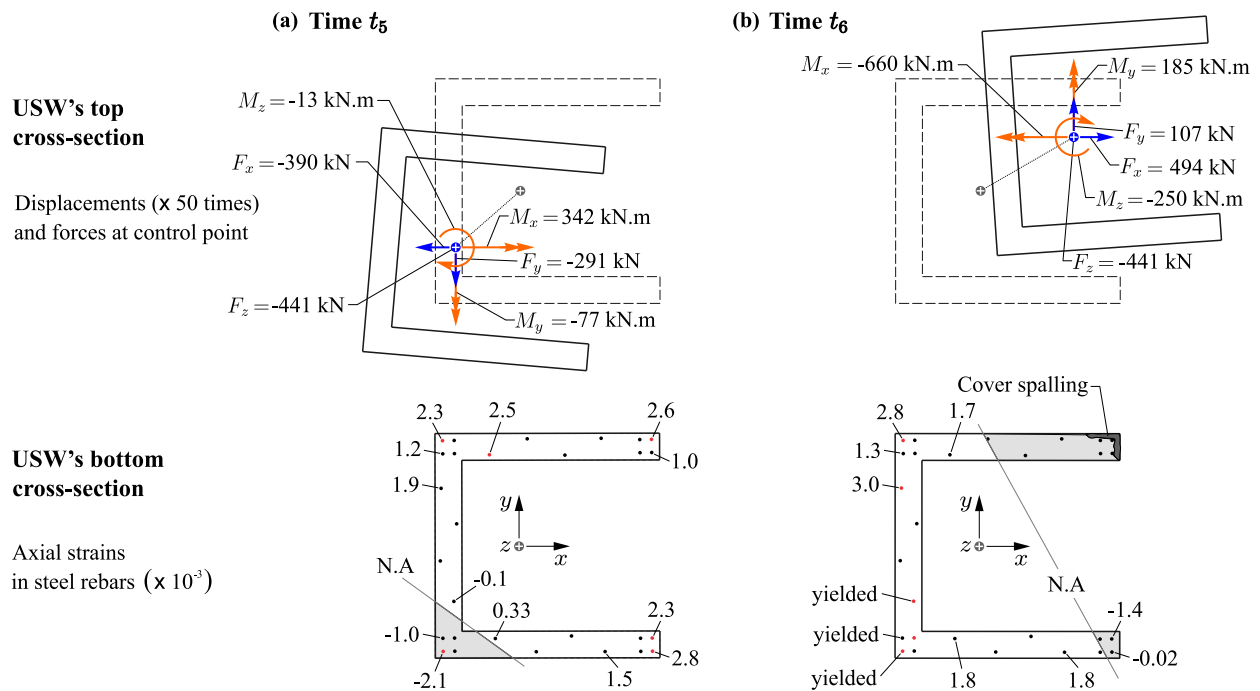 (a) Time t5
(b) Time t6
USW's top
cross-section
Displacements (x 50 times)
and forces at control point
Mz = -13 kN.m
Fx = -390 kN
Mx = 342 kN.m
Fy = -291 kN
Fz = -441 kN
My = -77 kN.m
Mx = -660 kN.m
My = 185 kN.m
Fy = 107 kN
Fx = 494 kN
Mz = -250 kN.m
Fz = -441 kN
USW's bottom
cross-section
Axial strains
in steel rebars (x 10-3)
2.3
2.5
2.6
1.2
1.0
1.9
y
z
x
N.A
-0.1
0.33
2.3
-1.0
-2.1
1.5
2.8
Cover spalling
2.8
1.7
1.3
3.0
y
z
x
N.A
yielded
-1.4
yielded
-0.02
yielded
1.8
1.8